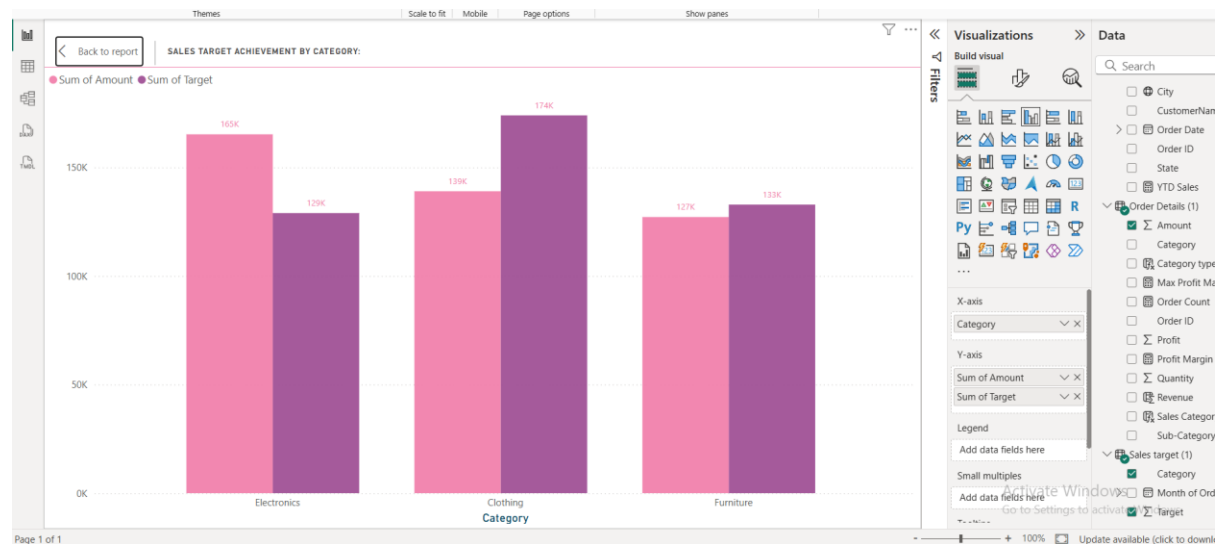 Themes Scale to fit Mobile Page options Show panes
Back to report
SALES TARGET ACHIEVEMENT BY CATEGORY:
Sum of Amount Sum of Target
165K
129K
139K
174K
127K
133K
150K
100K
50K
0K
Electronics Clothing Furniture
Category
Filters
Visualizations
Build visual
123
R
Py
...
X-axis
Category
Y-axis
Sum of Amount
Sum of Target
Legend
Add data fields here
Small multiples
Add data fields here
Tooltips
Data
Search
City
CustomerNam
Order Date
Order ID
State
YTD Sales
Order Details (1)
Amount
Category
Category type
Max Profit Ma
Order Count
Order ID
Profit
Profit Margin
Quantity
Revenue
Sales Categor
Sub-Category
Sales target (1)
Category
Month of Ord
Target
Activate Windows
Go to Settings to activate Windows.
Page 1 of 1
- + 100% Update available (click to downl